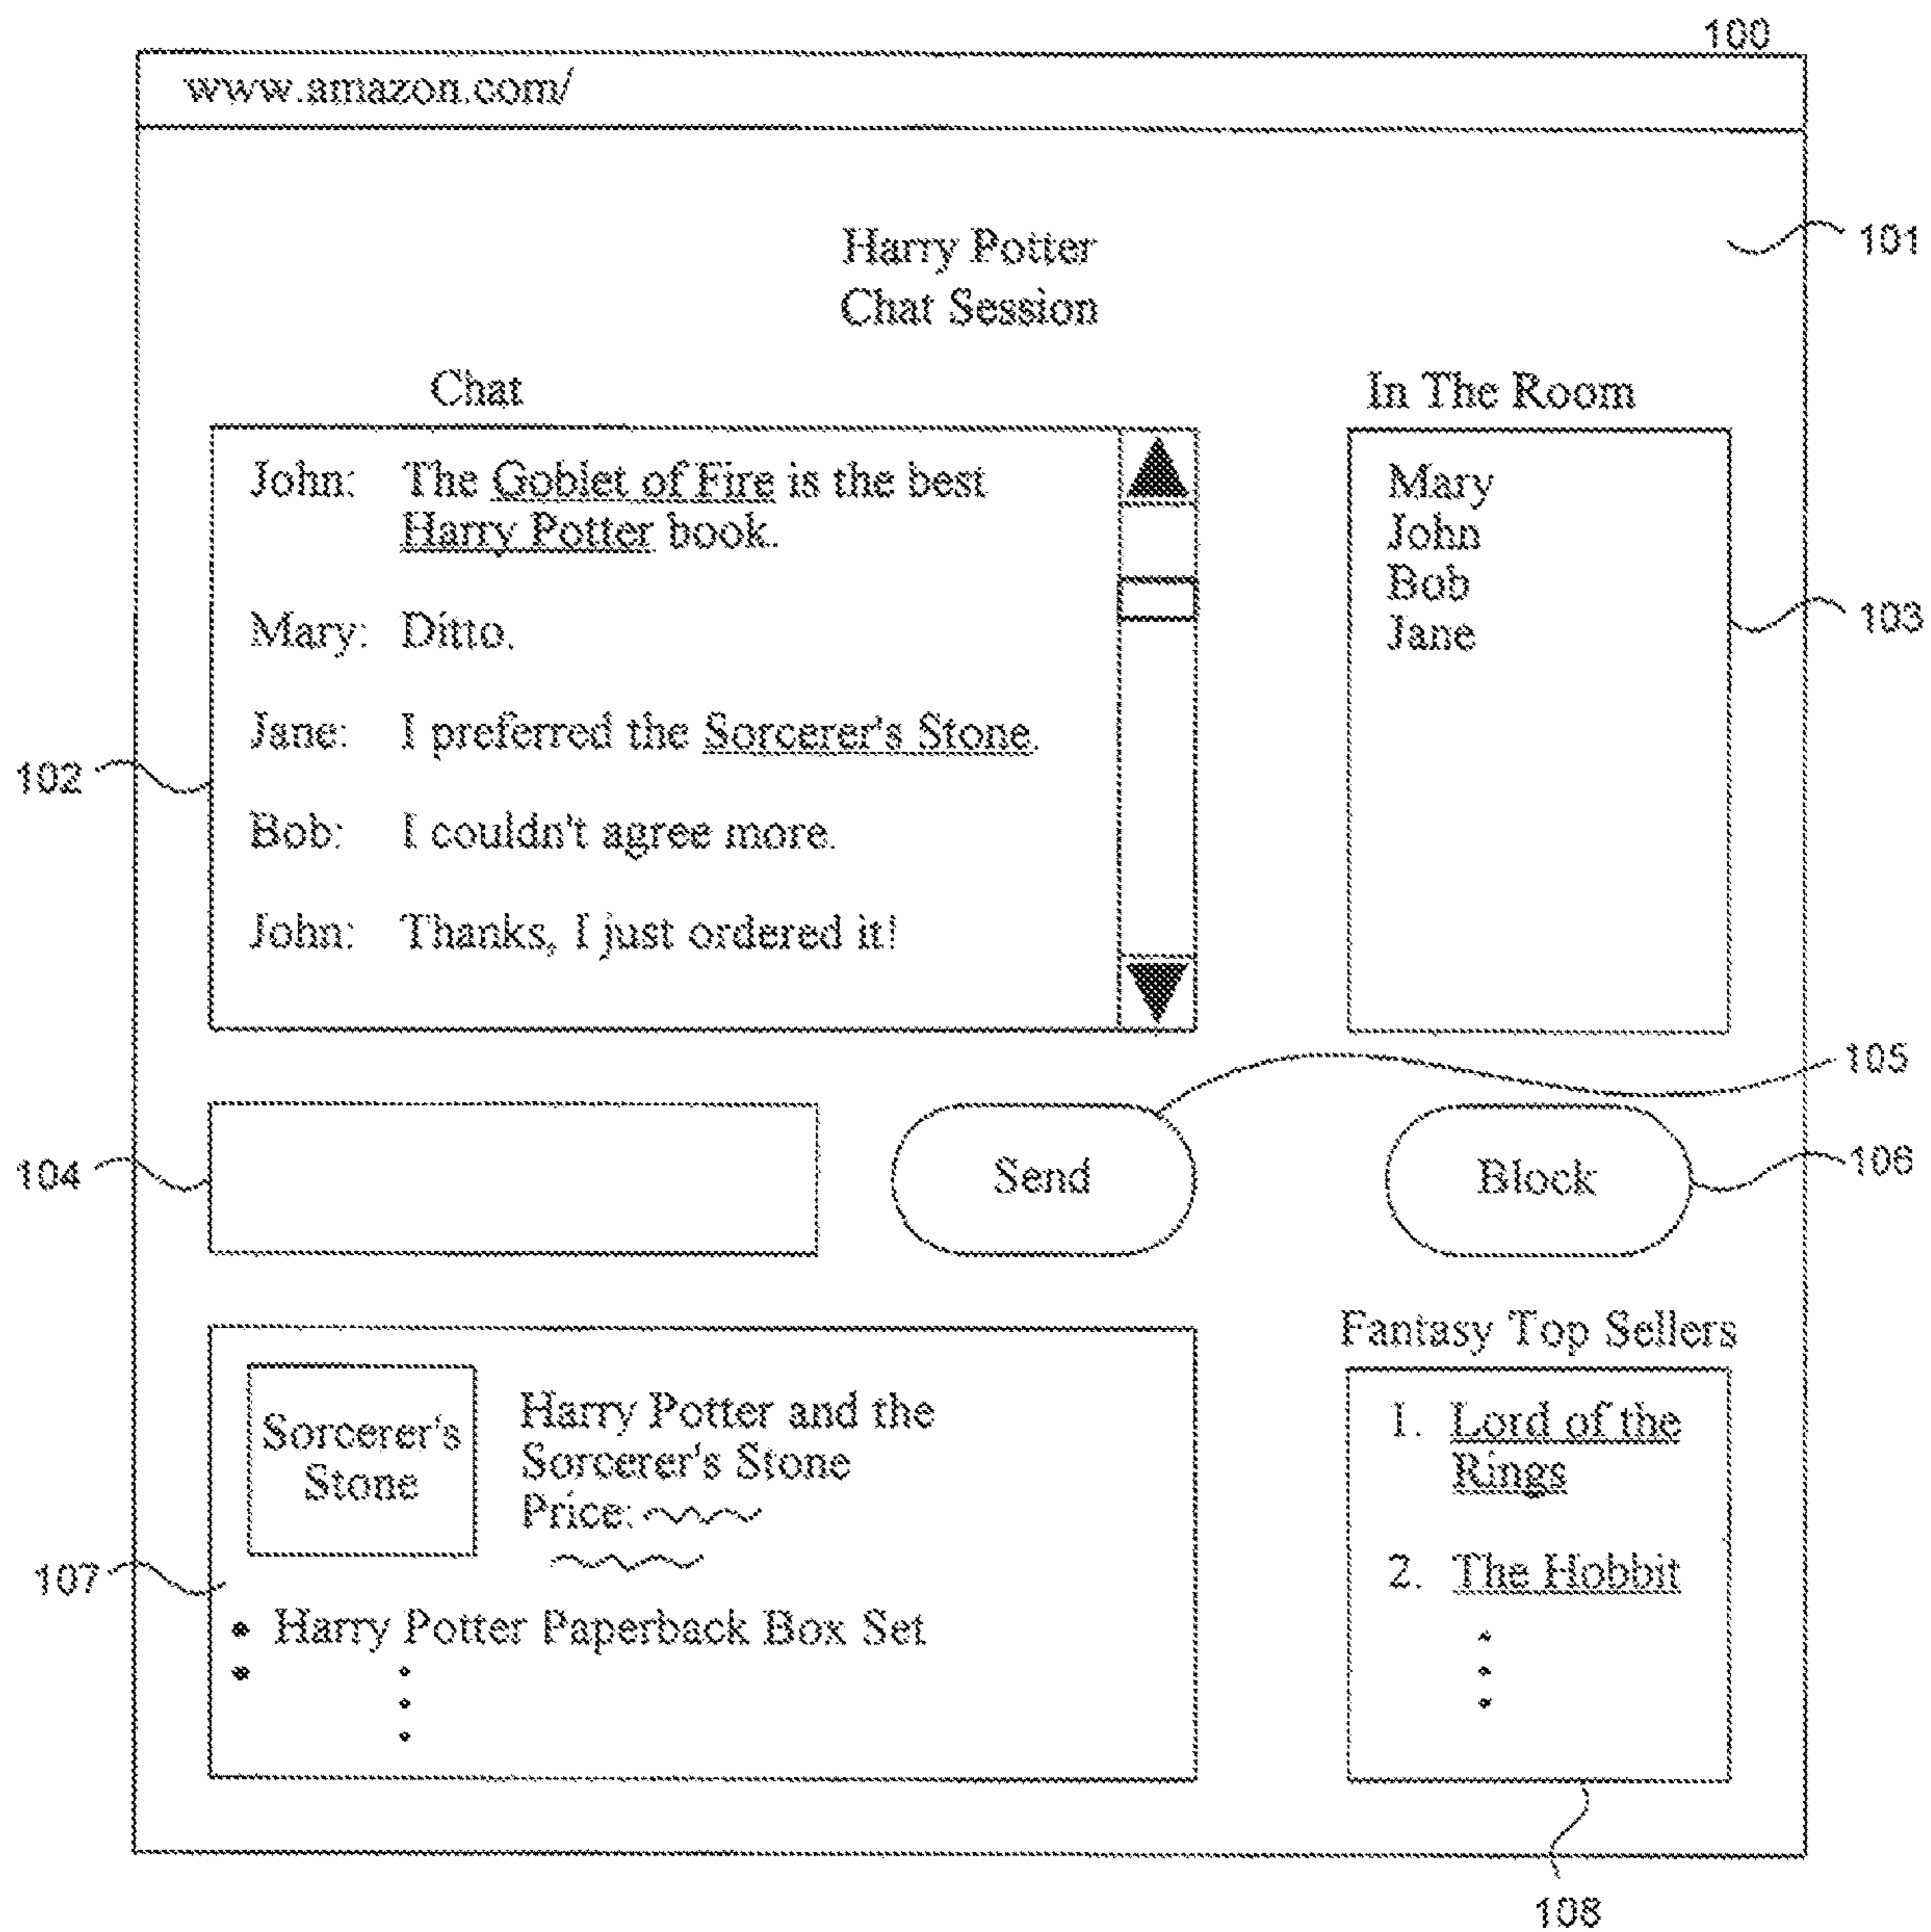 100
www.amazon.com/
101
Harry Potter
Chat Session
Chat
In The Room
John: The Goblet of Fire is the best
Harry Potter book.
Mary: Ditto.
Jane: I preferred the Sorcerer's Stone.
Bob: I couldn't agree more.
John: Thanks, I just ordered it!
102
Mary
John
Bob
Jane
103
104
Send
105
Block
106
Sorcerer's
Stone
Harry Potter and the
Sorcerer's Stone
Price:
107
• Harry Potter Paperback Box Set
•
Fantasy Top Sellers
1. Lord of the
Rings
2. The Hobbit
108